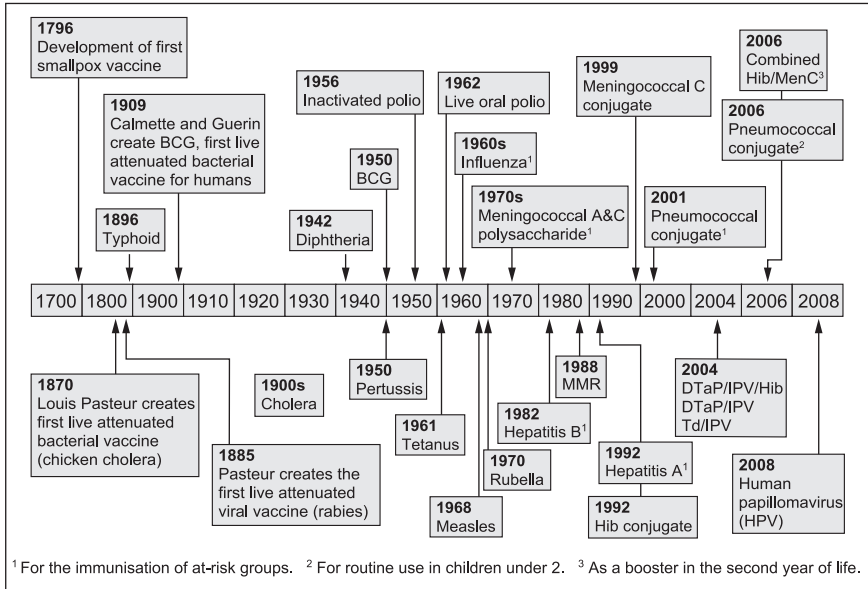 1796
Development of first
smallpox vaccine
1909
Calmette and Guerin
create BCG, first live
attenuated bacterial
vaccine for humans
1896
Typhoid
1956
Inactivated polio
1950
BCG
1942
Diphtheria
1962
Live oral polio
1960s
Influenza¹
1970s
Meningococcal A&C
polysaccharide¹
1999
Meningococcal C
conjugate
2001
Pneumococcal
conjugate¹
2006
Combined
Hib/MenC³
2006
Pneumococcal
conjugate²
1700 1800 1900 1910 1920 1930 1940 1950 1960 1970 1980 1990 2000 2004 2006 2008
1870
Louis Pasteur creates
first live attenuated
bacterial vaccine
(chicken cholera)
1885
Pasteur creates the
first live attenuated
viral vaccine (rabies)
1900s
Cholera
1950
Pertussis
1961
Tetanus
1968
Measles
1970
Rubella
1982
Hepatitis B¹
1988
MMR
1992
Hepatitis A¹
1992
Hib conjugate
2004
DTaP/IPV/Hib
DTaP/IPV
Td/IPV
2008
Human
papillomavirus
(HPV)
¹ For the immunisation of at-risk groups. ² For routine use in children under 2. ³ As a booster in the second year of life.